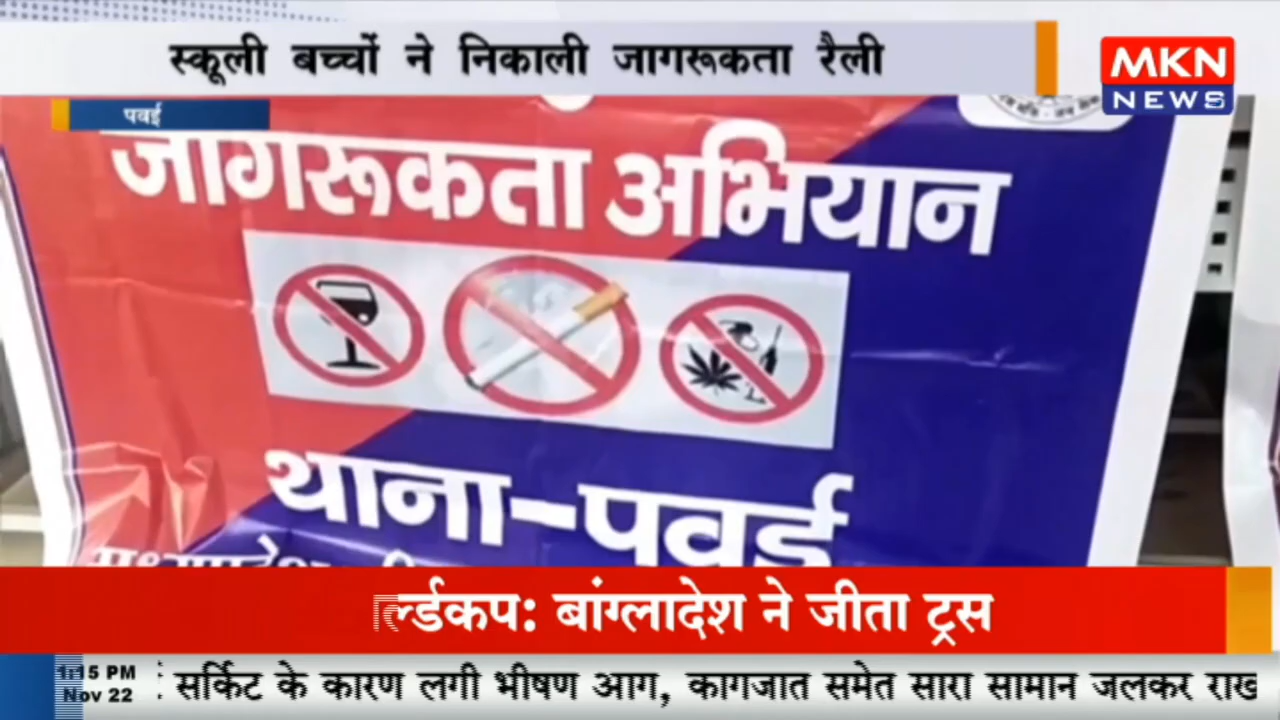 स्कूली बच्चों ने निकाली जागरूकता रैली
MKN
NEWS
पवई
जागरूकता अभियान
थाना-पवई
र्ल्डकप: बांग्लादेश ने जीता ट्रस
15 PM
Nov 22
: सर्किट के कारण लगी भीषण आग, कागजात समेत सारा सामान जलकर राख